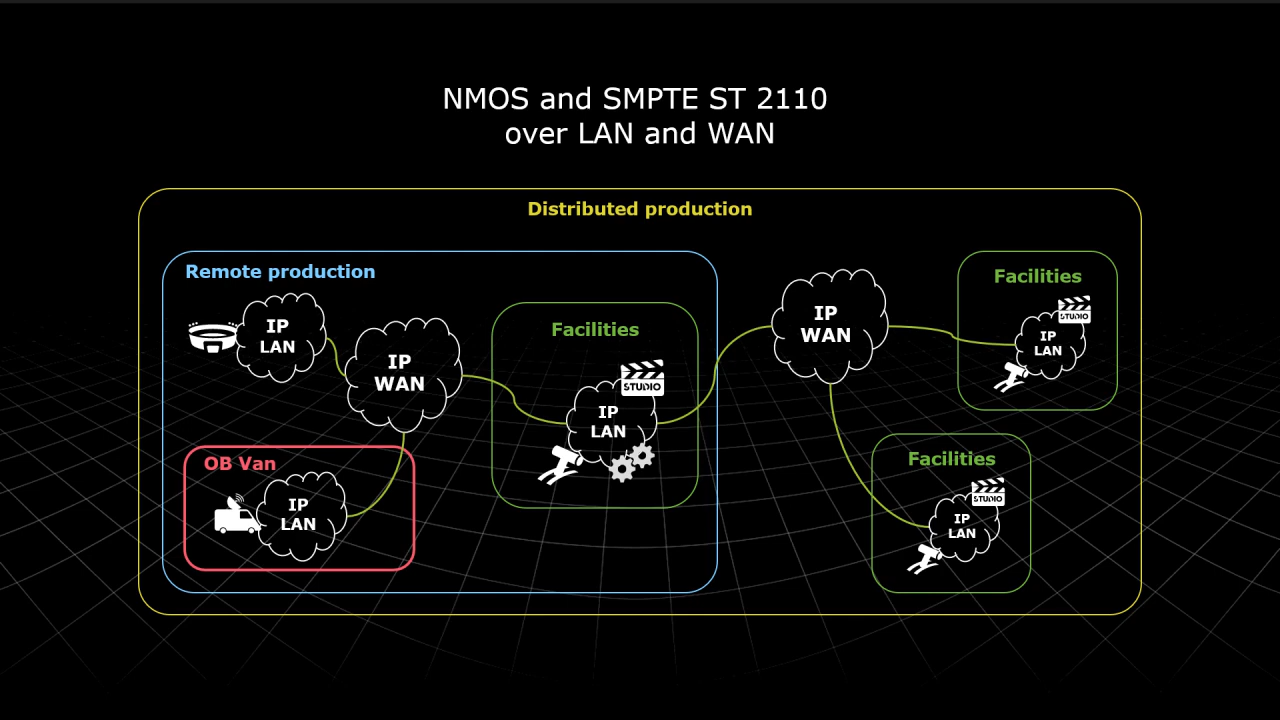 NMOS and SMPTE ST 2110
over LAN and WAN
Distributed production
Remote production
IP
LAN
IP
WAN
OB Van
IP
LAN
Facilities
STUDIO
IP
LAN
IP
WAN
Facilities
STUDIO
IP
LAN
Facilities
STUDIO
IP
LAN